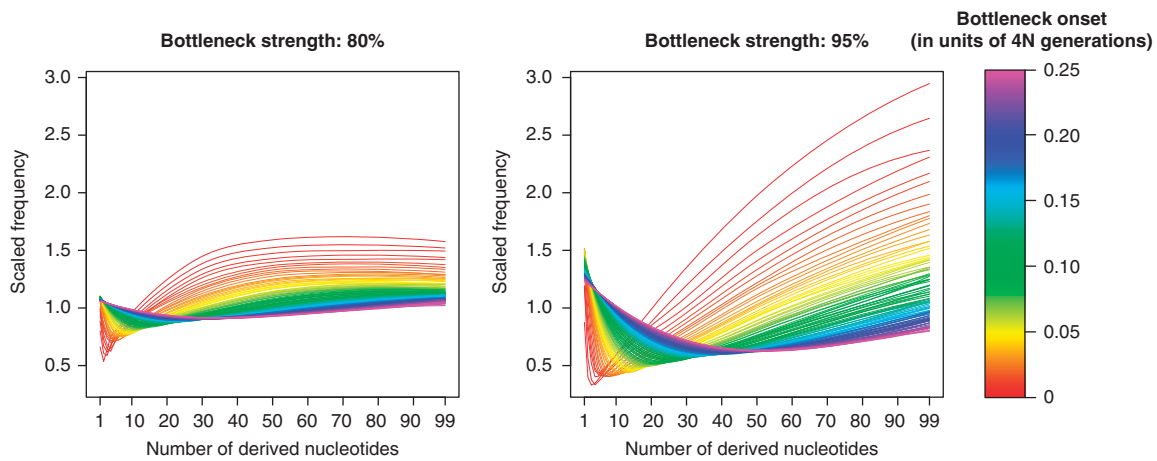 Bottleneck strength: 80%
3.0
2.5
2.0
1.5
1.0
0.5
Scaled frequency
1 10 20 30 40 50 60 70 80 90 99
Number of derived nucleotides
Bottleneck strength: 95%
3.0
2.5
2.0
1.5
1.0
0.5
Scaled frequency
1 10 20 30 40 50 60 70 80 90 99
Number of derived nucleotides
Bottleneck onset
(in units of 4N generations)
0.25
0.20
0.15
0.10
0.05
0